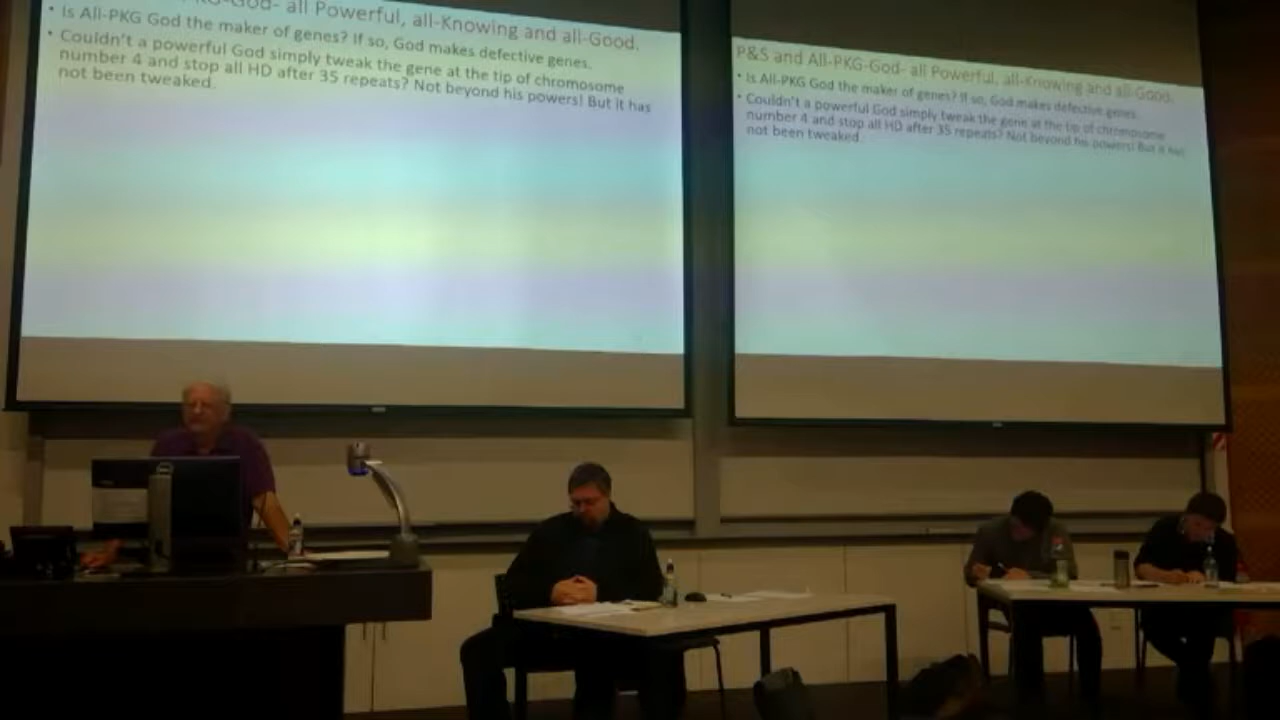 PKG-God- all Powerful, all-Knowing and all-Good.
• Is All-PKG God the maker of genes? If so, God makes defective genes.
• Couldn't a powerful God simply tweak the gene at the tip of chromosome
number 4 and stop all HD after 35 repeats? Not beyond his powers! But it has
not been tweaked.
P&S and All-PKG-God- all Powerful, all-Knowing and all-Good.
• Is All-PKG God the maker of genes? If so, God makes defective genes.
• Couldn't a powerful God simply tweak the gene at the tip of chromosome
number 4 and stop all HD after 35 repeats? Not beyond his powers! But it has
not been tweaked.